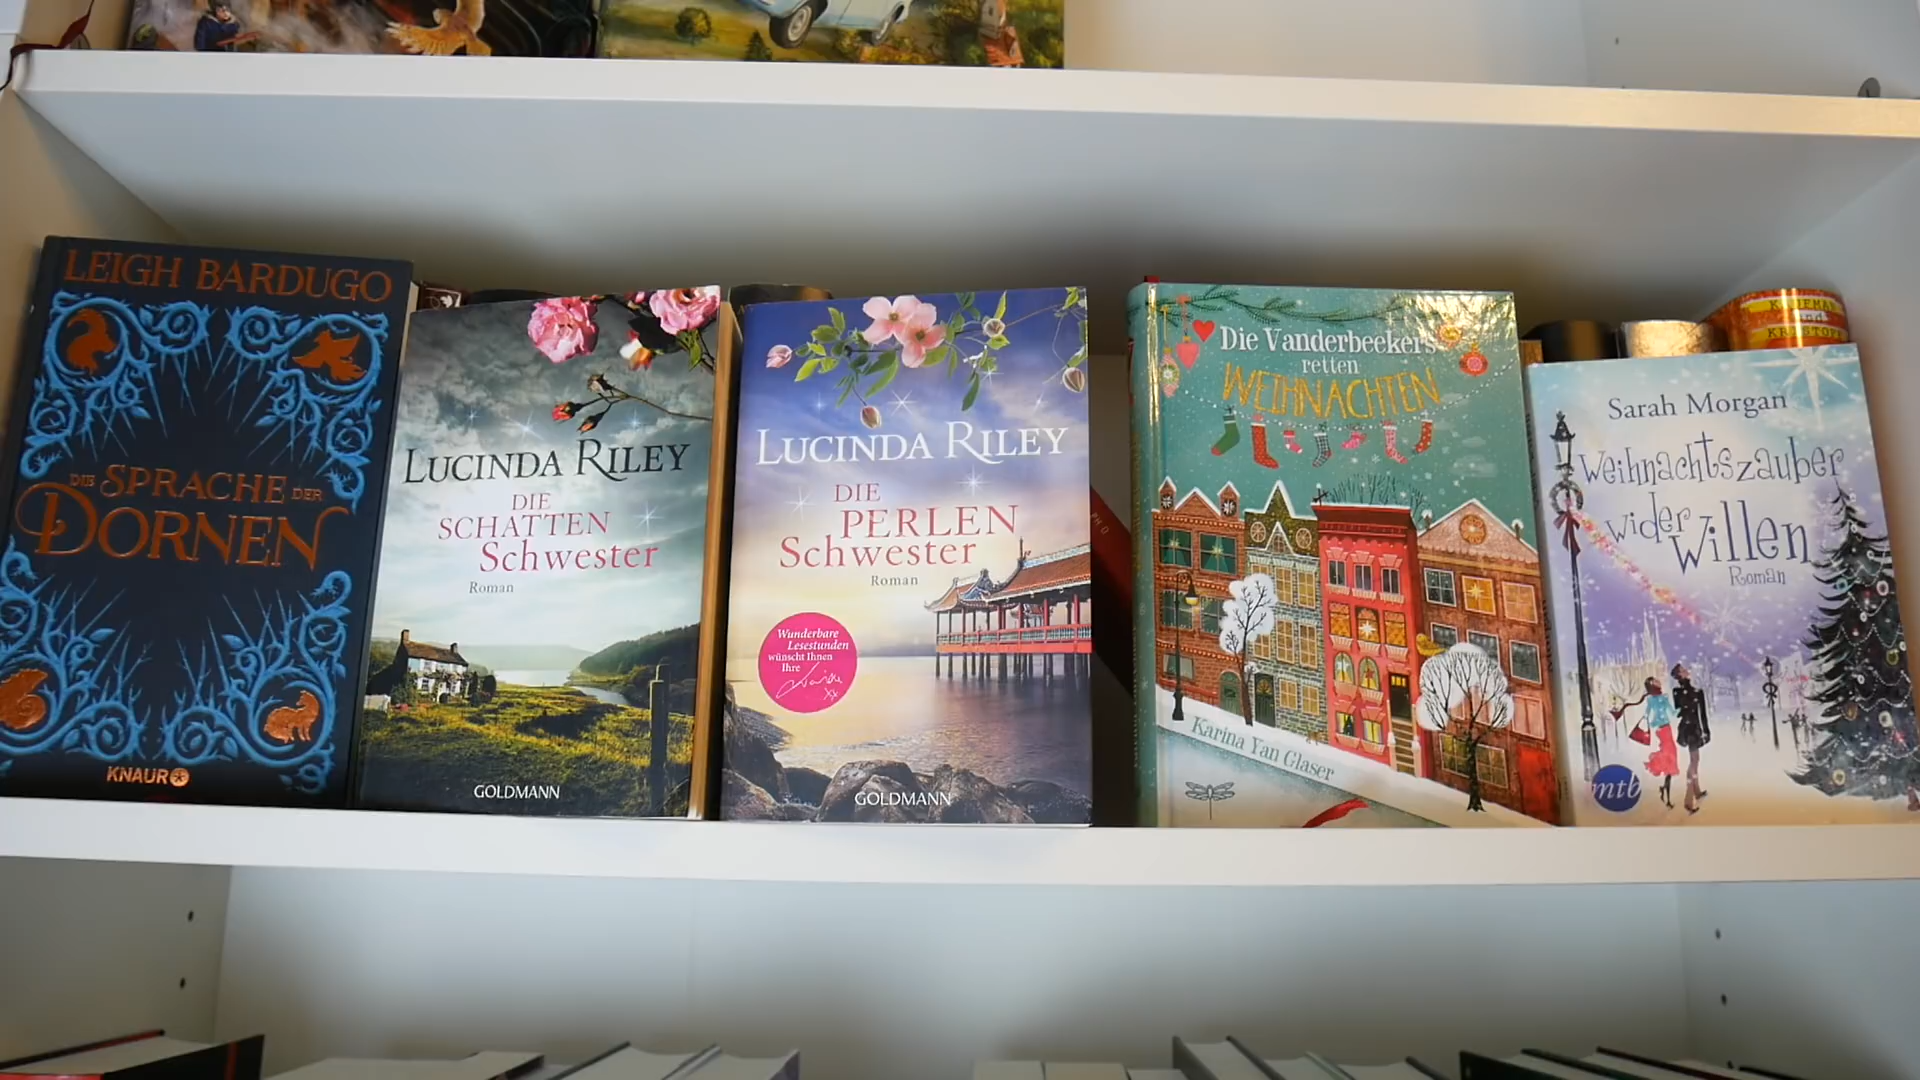 LEIGH BARDUGO
DIE SPRACHE DER
DORNEN
KNAUR
LUCINDA RILEY
DIE
SCHATTEN
Schwester
Roman
GOLDMANN
LUCINDA RILEY
DIE
PERLEN
Schwester
Roman
Wunderbare
Lesestunden
wünscht Ihnen
Ihre
xx
GOLDMANN
Die Vanderbeekers
retten
WEIHNACHTEN
Karina Yan Glaser
Sarah Morgan
Weihnachtszauber
wider
Willen
Roman
mtb